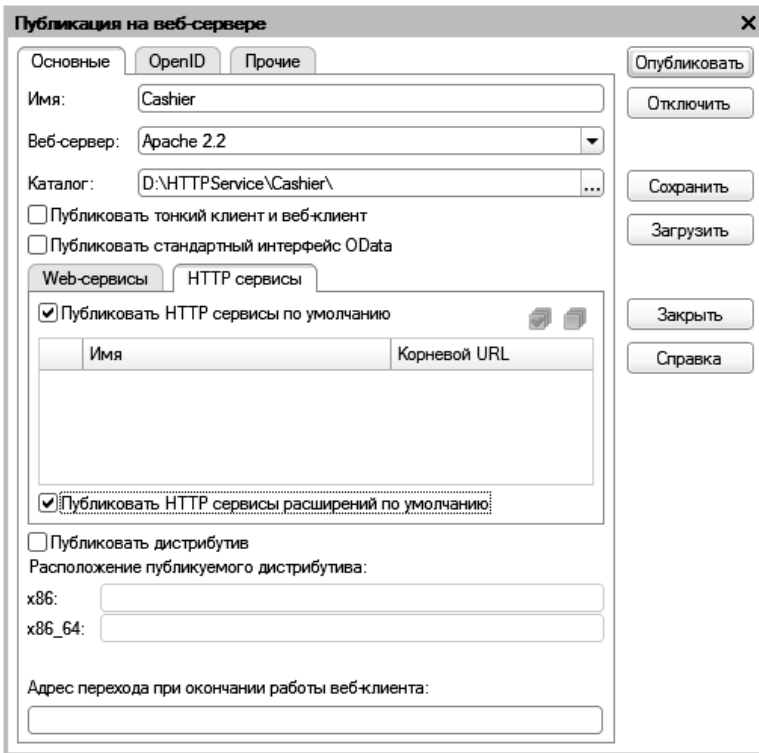 Публикация на веб-сервере
Основные OpenID Прочие
Опубликовать
Имя: Cashier
Отключить
Веб-сервер: Apache 2.2
Каталог: D:\HTTPService\Cashier\ ...
Сохранить
Публиковать тонкий клиент и веб-клиент
Загрузить
Публиковать стандартный интерфейс OData
Web-сервисы HTTP сервисы
Публиковать HTTP сервисы по умолчанию
Закрыть
Имя Корневой URL
Справка
Публиковать HTTP сервисы расширений по умолчанию
Публиковать дистрибутив
Расположение публикуемого дистрибутива:
x86:
x86_64:
Адрес перехода при окончании работы веб-клиента: